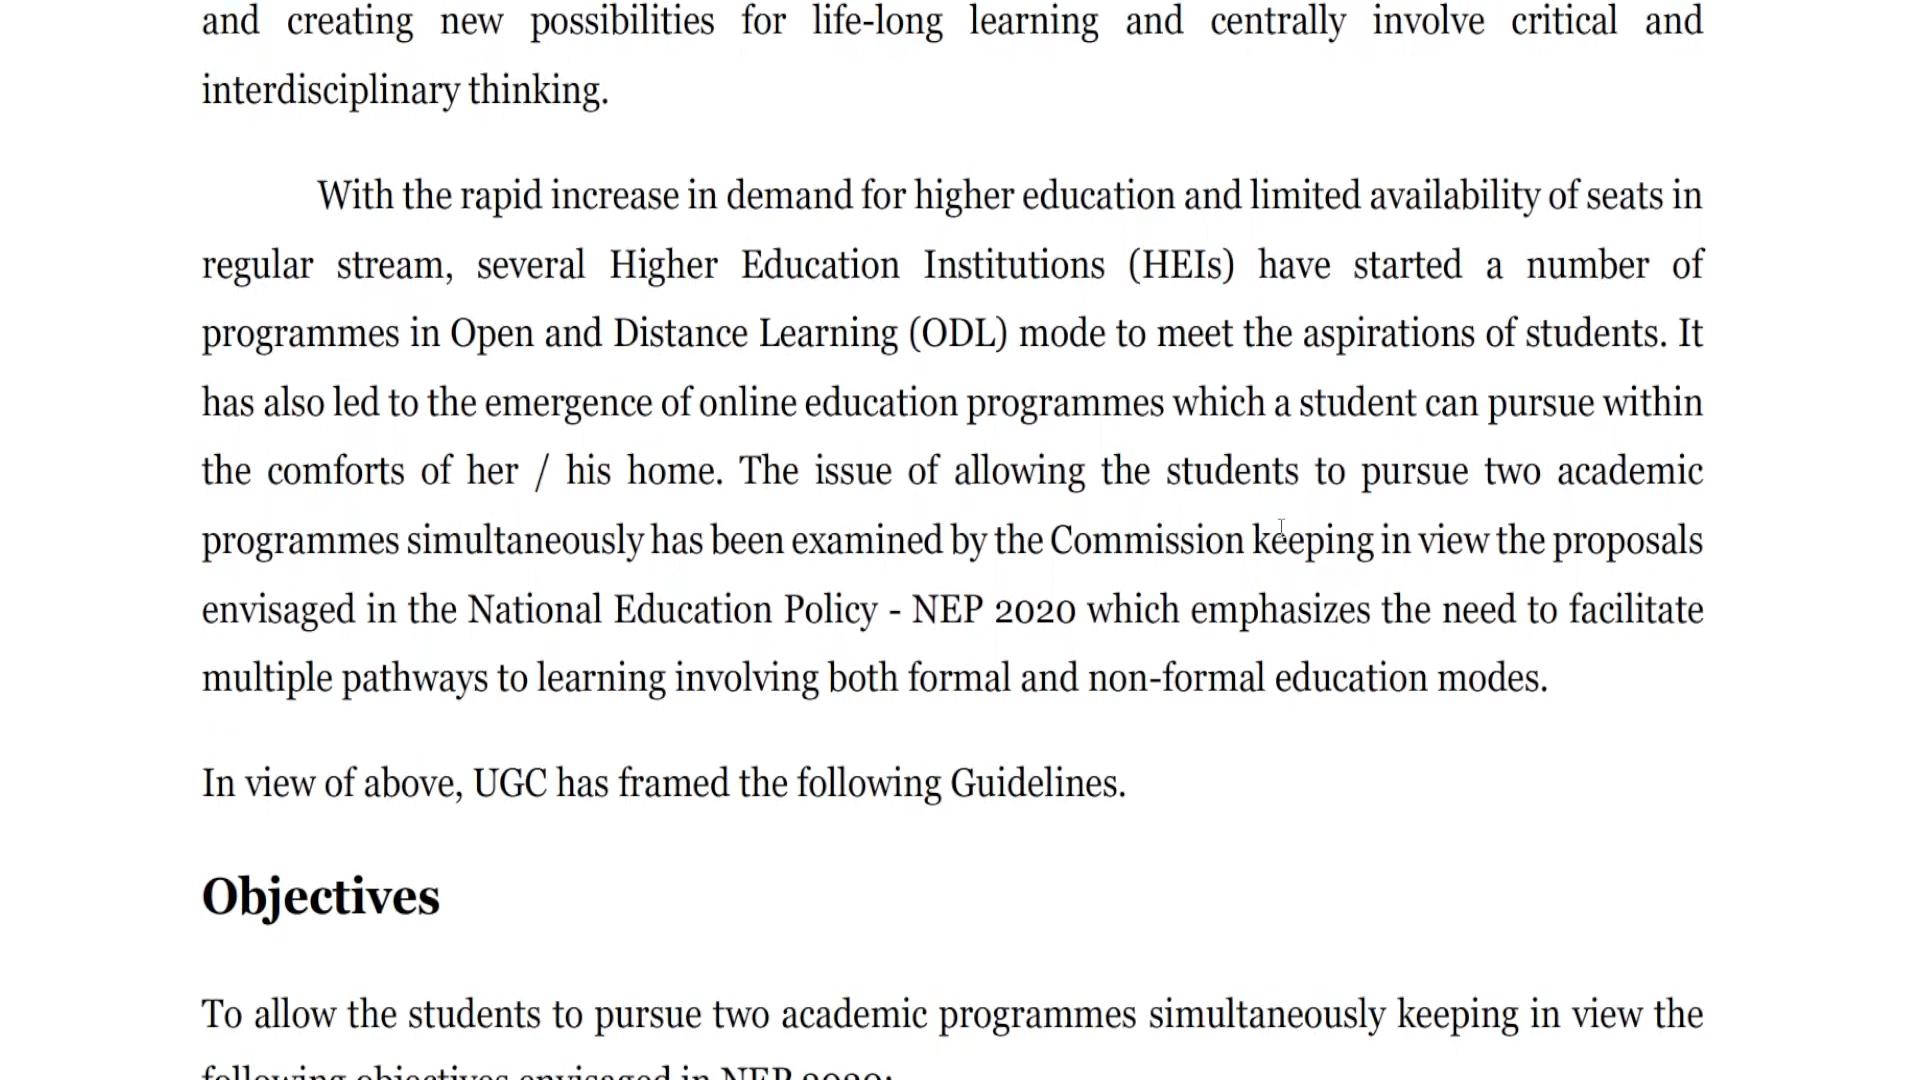 and creating new possibilities for life-long learning and centrally involve critical and
interdisciplinary thinking.
With the rapid increase in demand for higher education and limited availability of seats in
regular stream, several Higher Education Institutions (HEIs) have started a number of
programmes in Open and Distance Learning (ODL) mode to meet the aspirations of students. It
has also led to the emergence of online education programmes which a student can pursue within
the comforts of her / his home. The issue of allowing the students to pursue two academic
programmes simultaneously has been examined by the Commission keeping in view the proposals
envisaged in the National Education Policy - NEP 2020 which emphasizes the need to facilitate
multiple pathways to learning involving both formal and non-formal education modes.
In view of above, UGC has framed the following Guidelines.
Objectives
To allow the students to pursue two academic programmes simultaneously keeping in view the
following objectives envisaged in NEP 2020: